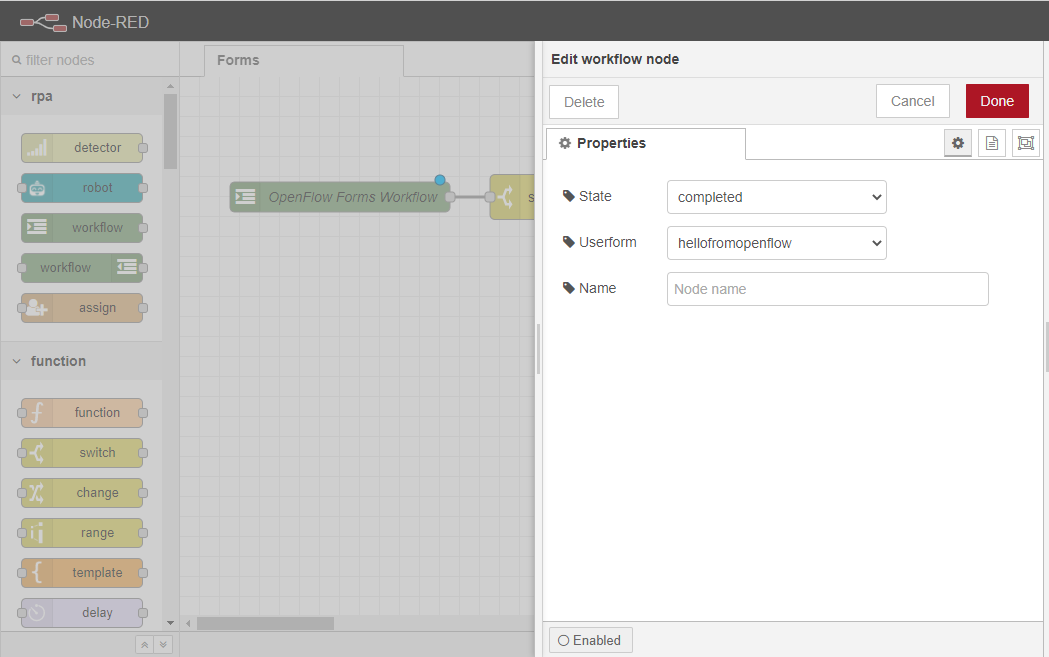 Node-RED
filter nodes
Forms
rpa
detector
robot
workflow
workflow
assign
function
function
switch
change
range
template
delay
OpenFlow Forms Workflow
s
Edit workflow node
Delete
Cancel
Done
Properties
State
completed
Userform
hellofromopenflow
Name
Node name
Enabled